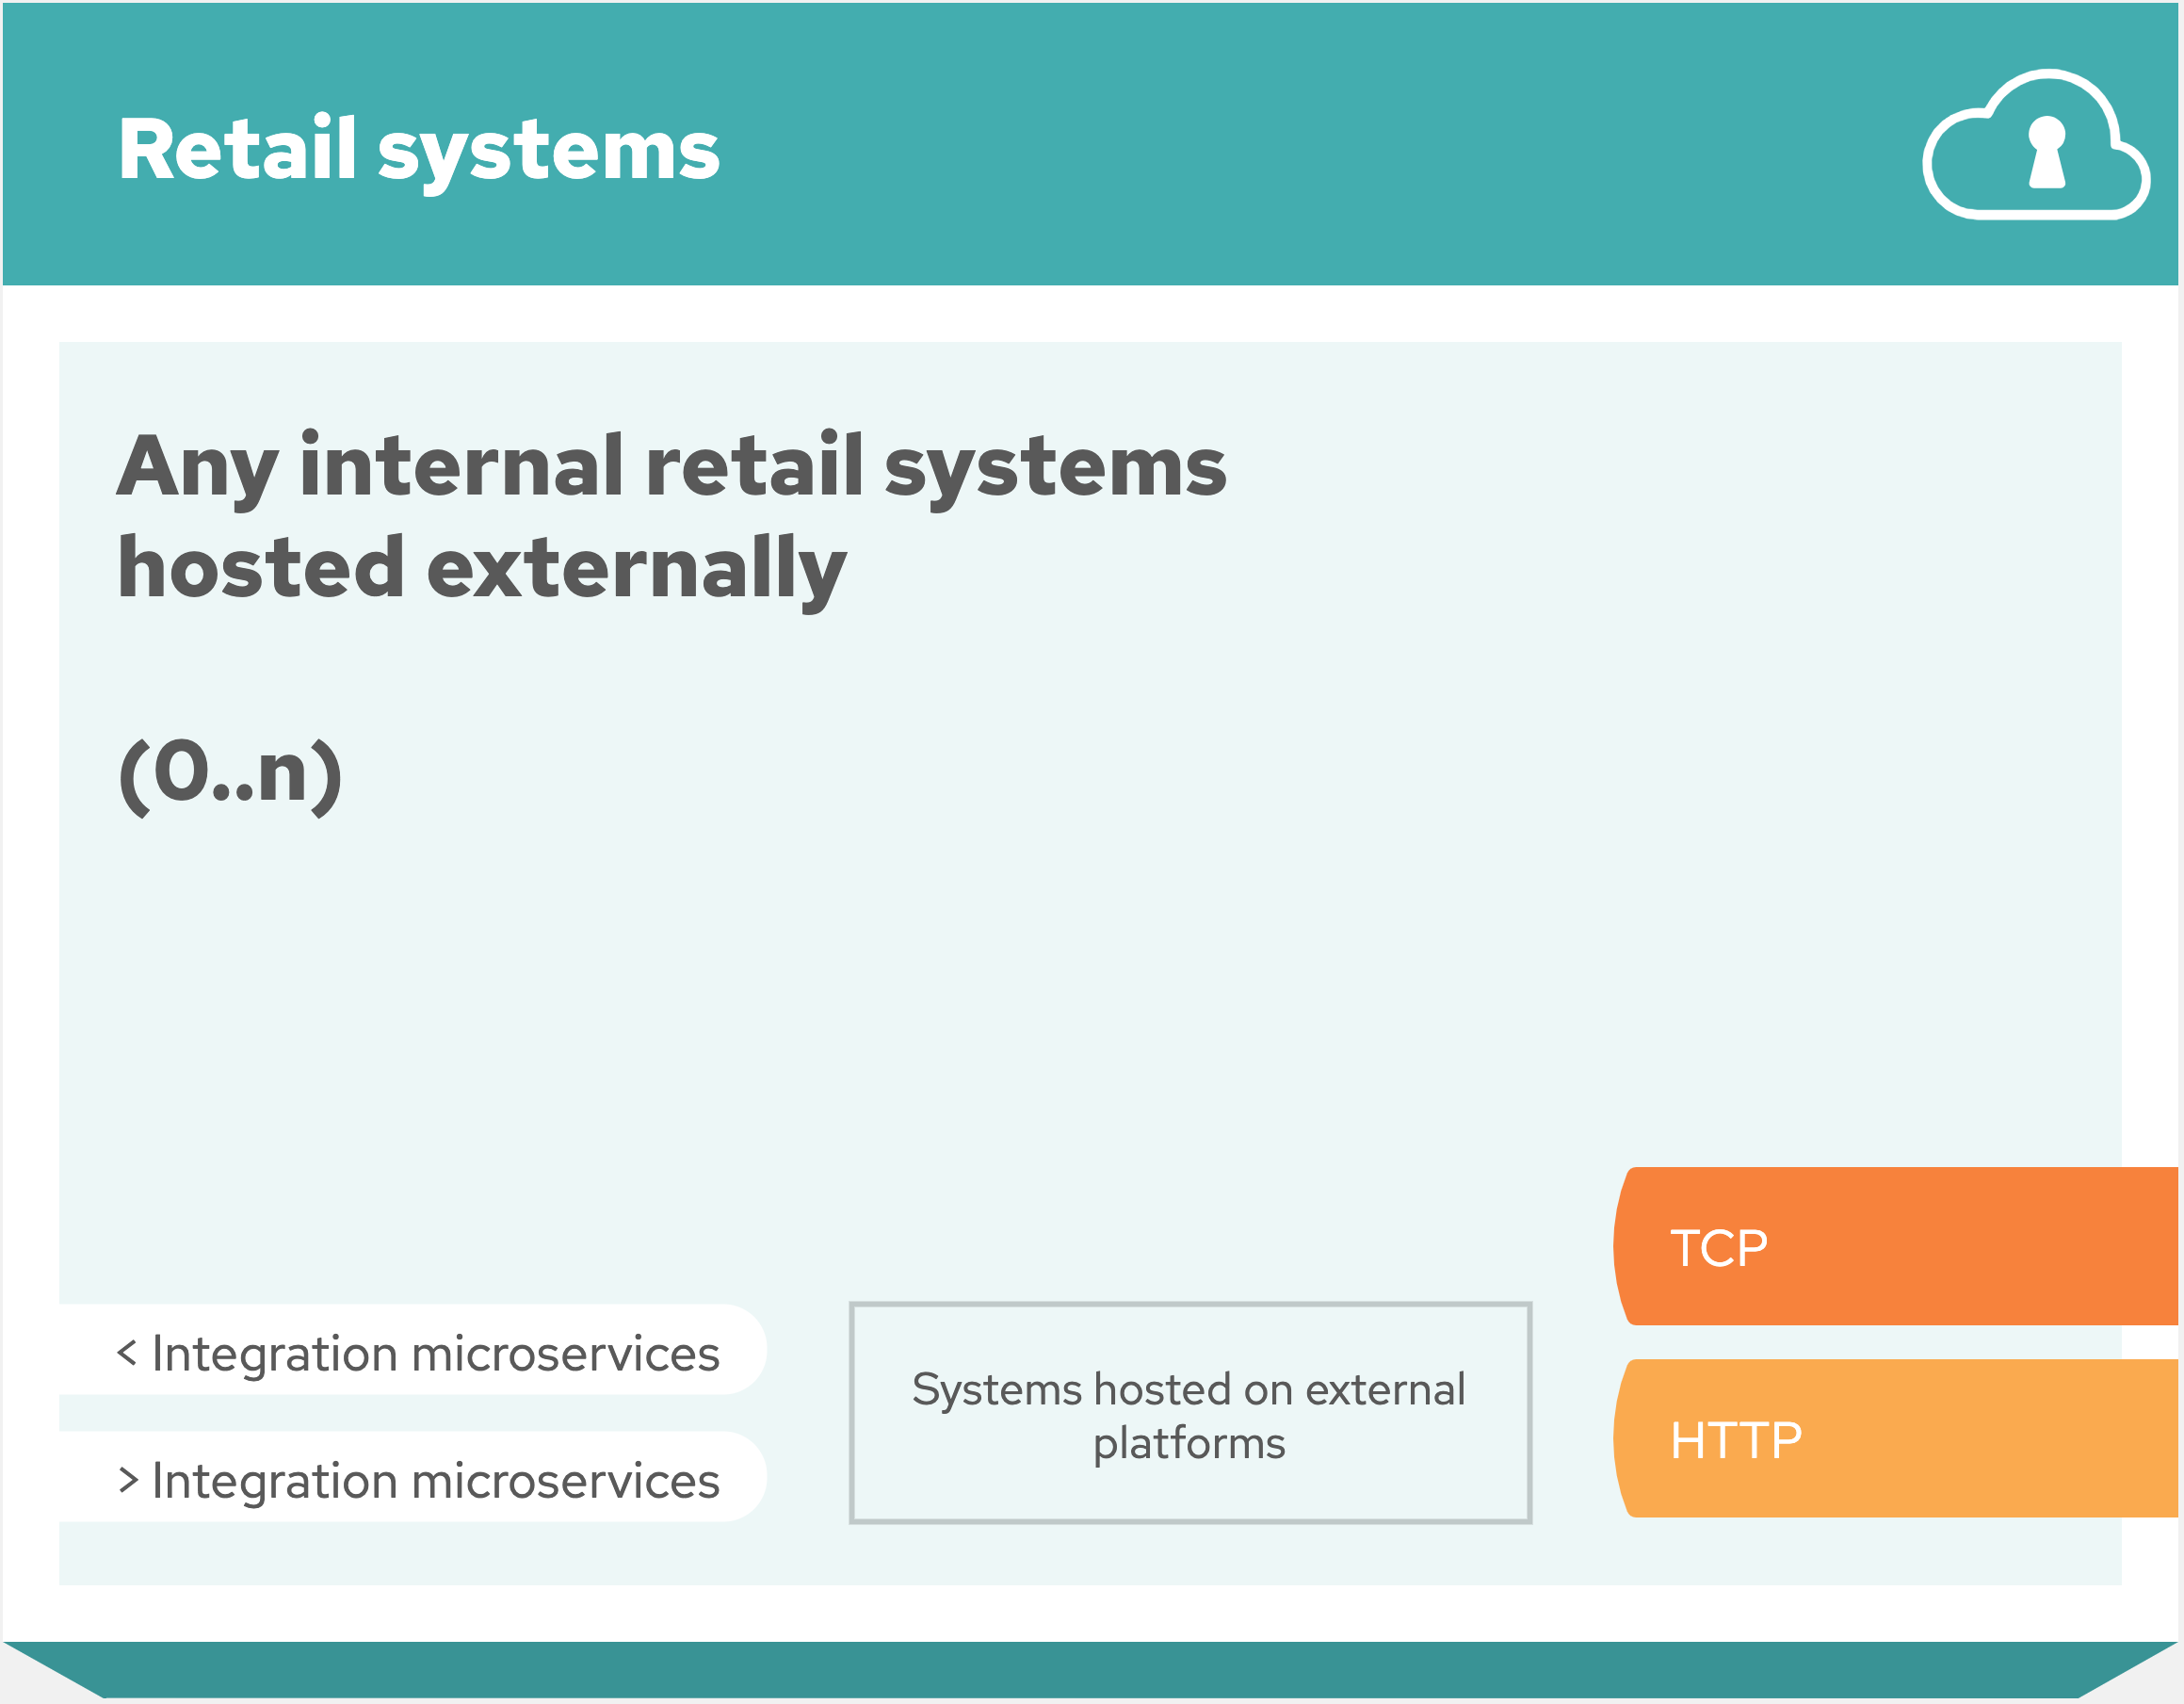 Retail systems
Any internal retail systems
hosted externally
(0..n)
< Integration microservices
> Integration microservices
Systems hosted on external
platforms
TCP
HTTP